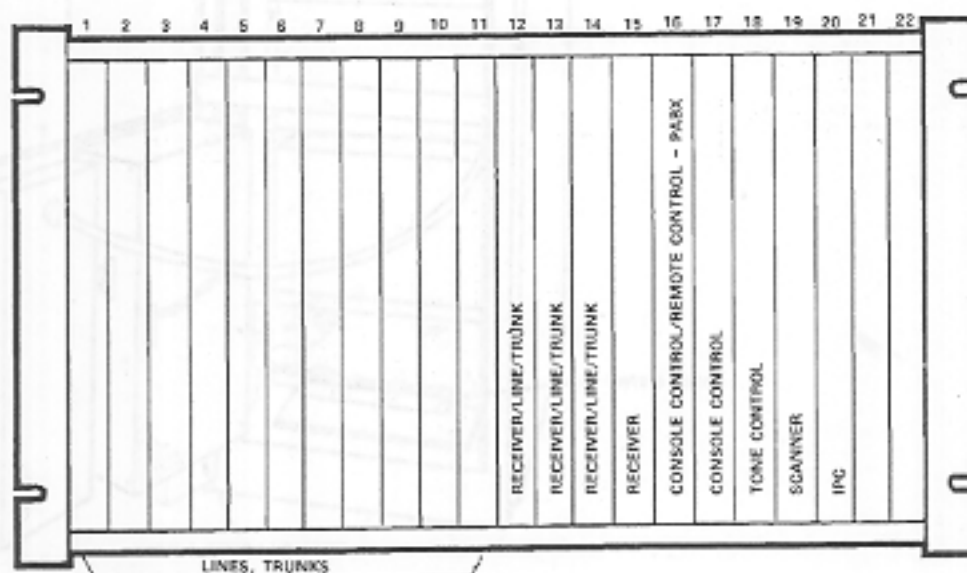 1 2 3 4 5 6 7 8 9 10 11 12 13 14 15 16 17 18 19 20 21 22
RECEIVER/LINE/TRUNK
RECEIVER/LINE/TRUNK
RECEIVER/LINE/TRUNK
RECEIVER
CONSOLE CONTROL/REMOTE CONTROL - PABX
CONSOLE CONTROL
TONE CONTROL
SCANNER
IPC
LINES, TRUNKS